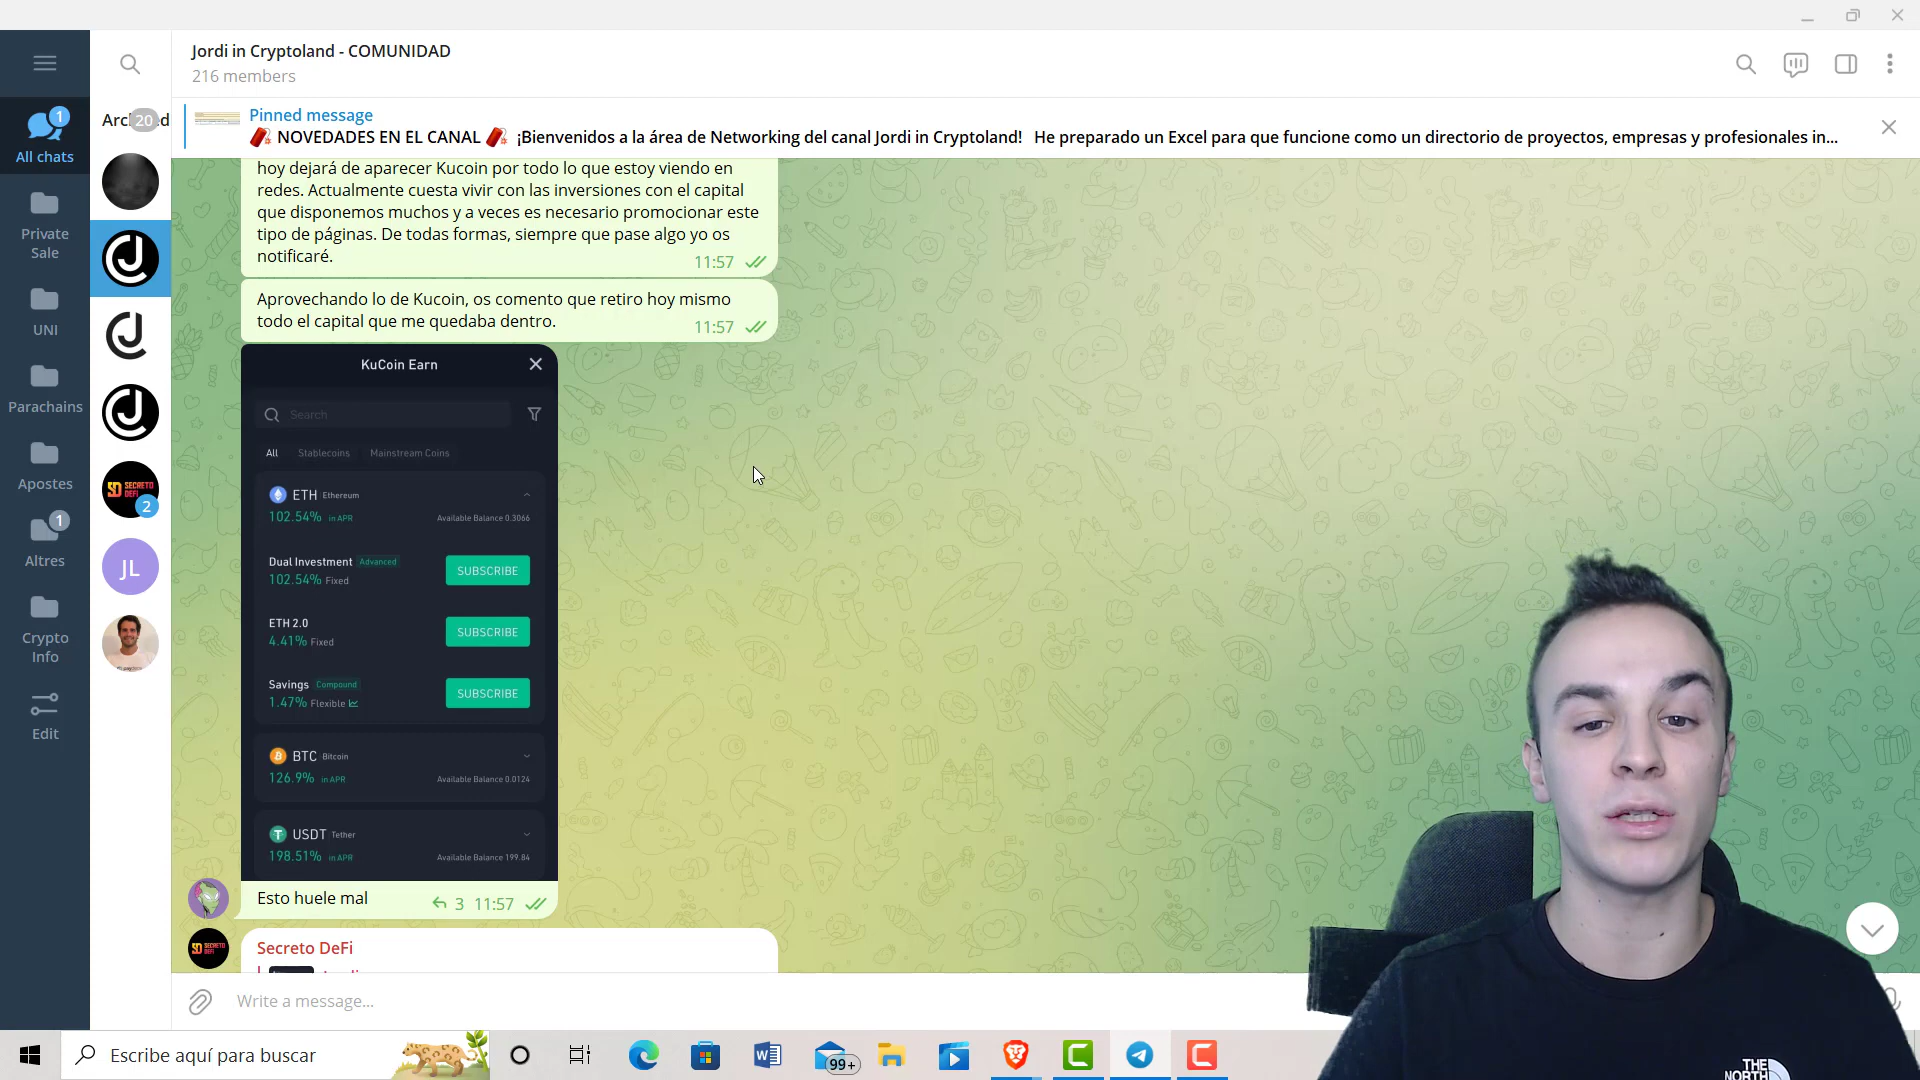 Jordi in Cryptoland - COMUNIDAD
216 members
Pinned message
NOVEDADES EN EL CANAL ¡Bienvenidos a la área de Networking del canal Jordi in Cryptoland! He preparado un Excel para que funcione como un directorio de proyectos, empresas y profesionales in...
1
All chats
Private
Sale
UNI
Parachains
Apostes
1
Altres
Crypto
Info
Edit
20
SECRETO
2
JL
hoy dejará de aparecer Kucoin por todo lo que estoy viendo en
redes. Actualmente cuesta vivir con las inversiones con el capital
que disponemos muchos y a veces es necesario promocionar este
tipo de páginas. De todas formas, siempre que pase algo yo os
notificaré.
11:57
Aprovechando lo de Kucoin, os comento que retiro hoy mismo
todo el capital que me quedaba dentro.
11:57
KuCoin Earn
Search
All Stablecoins Mainstream Coins
ETH Ethereum
102.54% in APR Available Balance 0.3066
Dual Investment Advanced
102.54% Fixed
SUBSCRIBE
ETH 2.0
4.41% Fixed
SUBSCRIBE
Savings Compound
1.47% Flexible
SUBSCRIBE
BTC Bitcoin
126.9% in APR Available Balance 0.0124
USDT Tether
198.51% in APR Available Balance 199.84
Esto huele mal
3 11:57
Secreto DeFi
Write a message...
Escribe aquí para buscar
99+
THE
NORTH